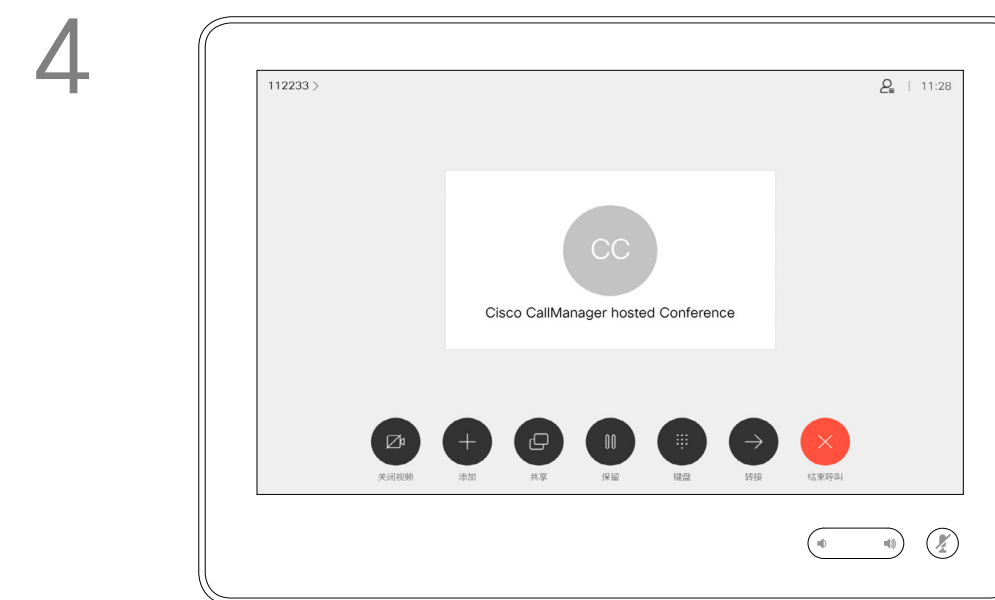 4
112233
11:28
CC
Cisco CallManager hosted Conference
关闭视频
添加
共享
保留
键盘
转接
结束呼叫